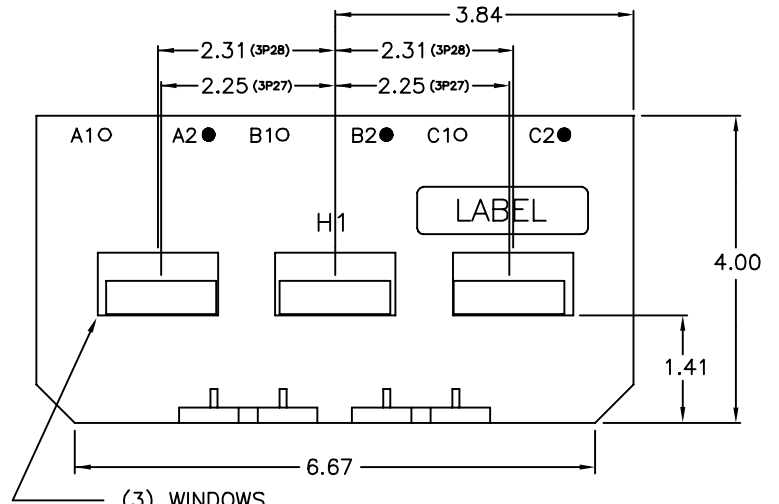 3.84
2.31 (3P28) 2.31 (3P28)
2.25 (3P27) 2.25 (3P27)
A1 A2 B1 B2 C1 C2
LABEL
H1
4.00
1.41
6.67
(3) WINDOWS